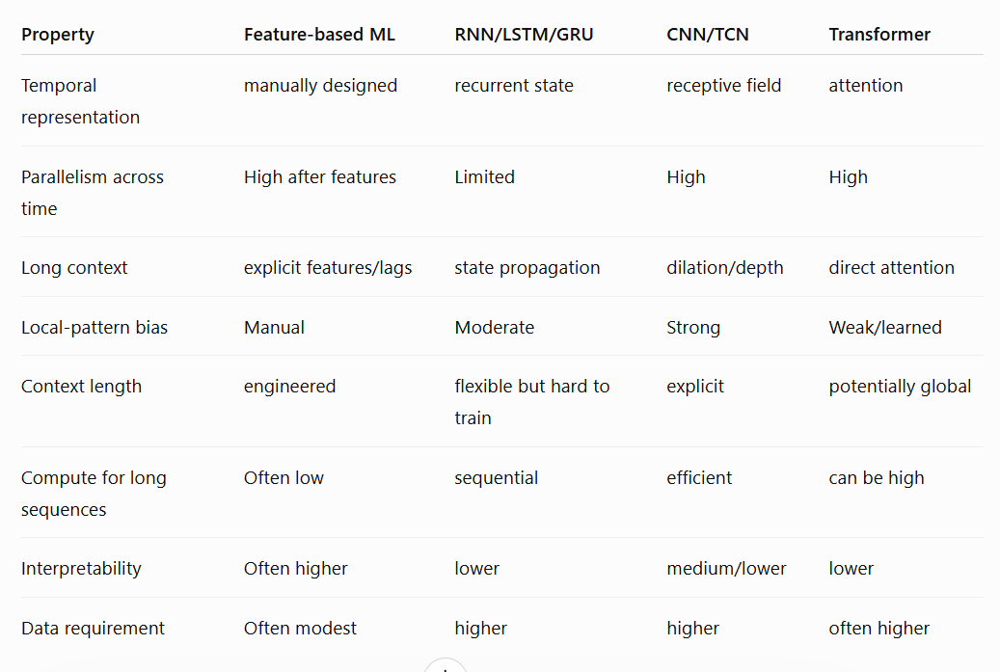 Property Feature-based ML RNN/LSTM/GRU CNN/TCN Transformer
Temporal representation manually designed recurrent state receptive field attention
Parallelism across time High after features Limited High High
Long context explicit features/lags state propagation dilation/depth direct attention
Local-pattern bias Manual Moderate Strong Weak/learned
Context length engineered flexible but hard to train explicit potentially global
Compute for long sequences Often low sequential efficient can be high
Interpretability Often higher lower medium/lower lower
Data requirement Often modest higher higher often higher